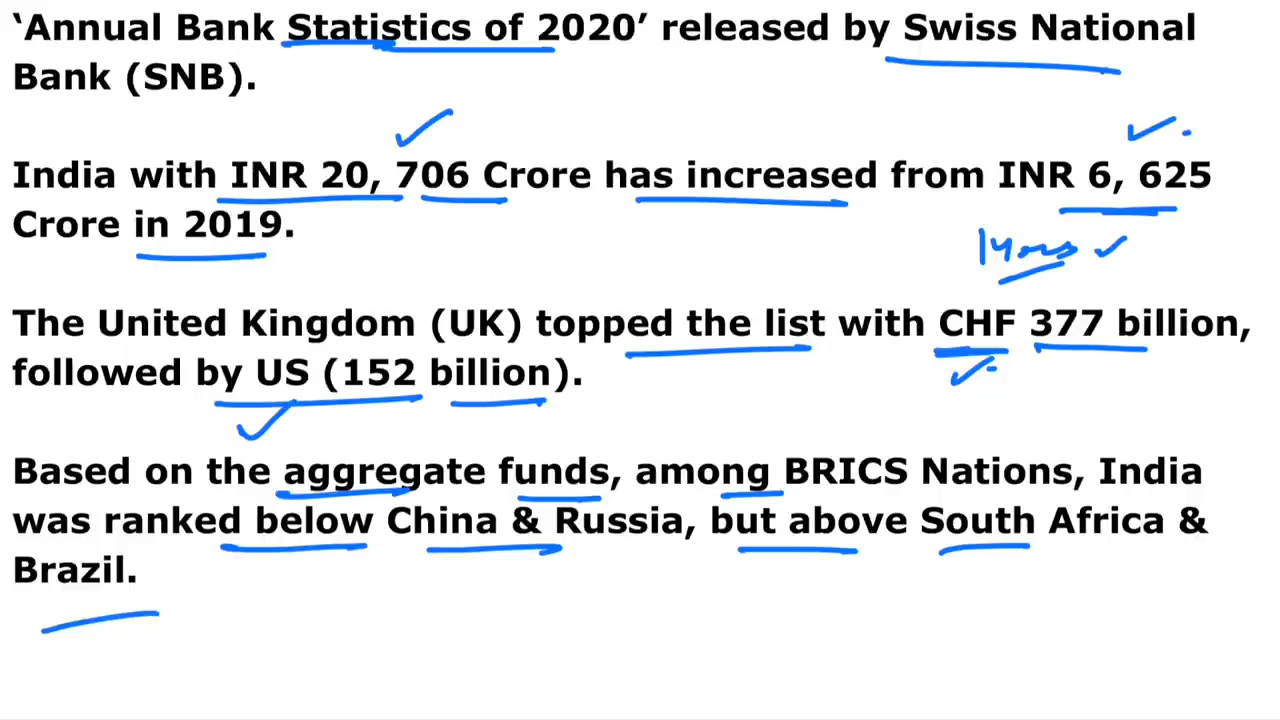 ‘Annual Bank Statistics of 2020’ released by Swiss National
Bank (SNB).
India with INR 20, 706 Crore has increased from INR 6, 625
Crore in 2019.
The United Kingdom (UK) topped the list with CHF 377 billion,
followed by US (152 billion).
Based on the aggregate funds, among BRICS Nations, India
was ranked below China & Russia, but above South Africa &
Brazil.